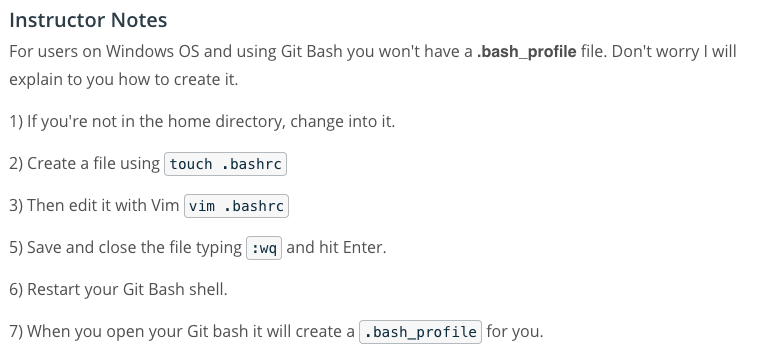 Instructor Notes
For users on Windows OS and using Git Bash you won't have a .bash_profile file. Don't worry I will
explain to you how to create it.
1) If you're not in the home directory, change into it.
2) Create a file using touch .bashrc
3) Then edit it with Vim vim .bashrc
5) Save and close the file typing :wq and hit Enter.
6) Restart your Git Bash shell.
7) When you open your Git bash it will create a .bash_profile for you.